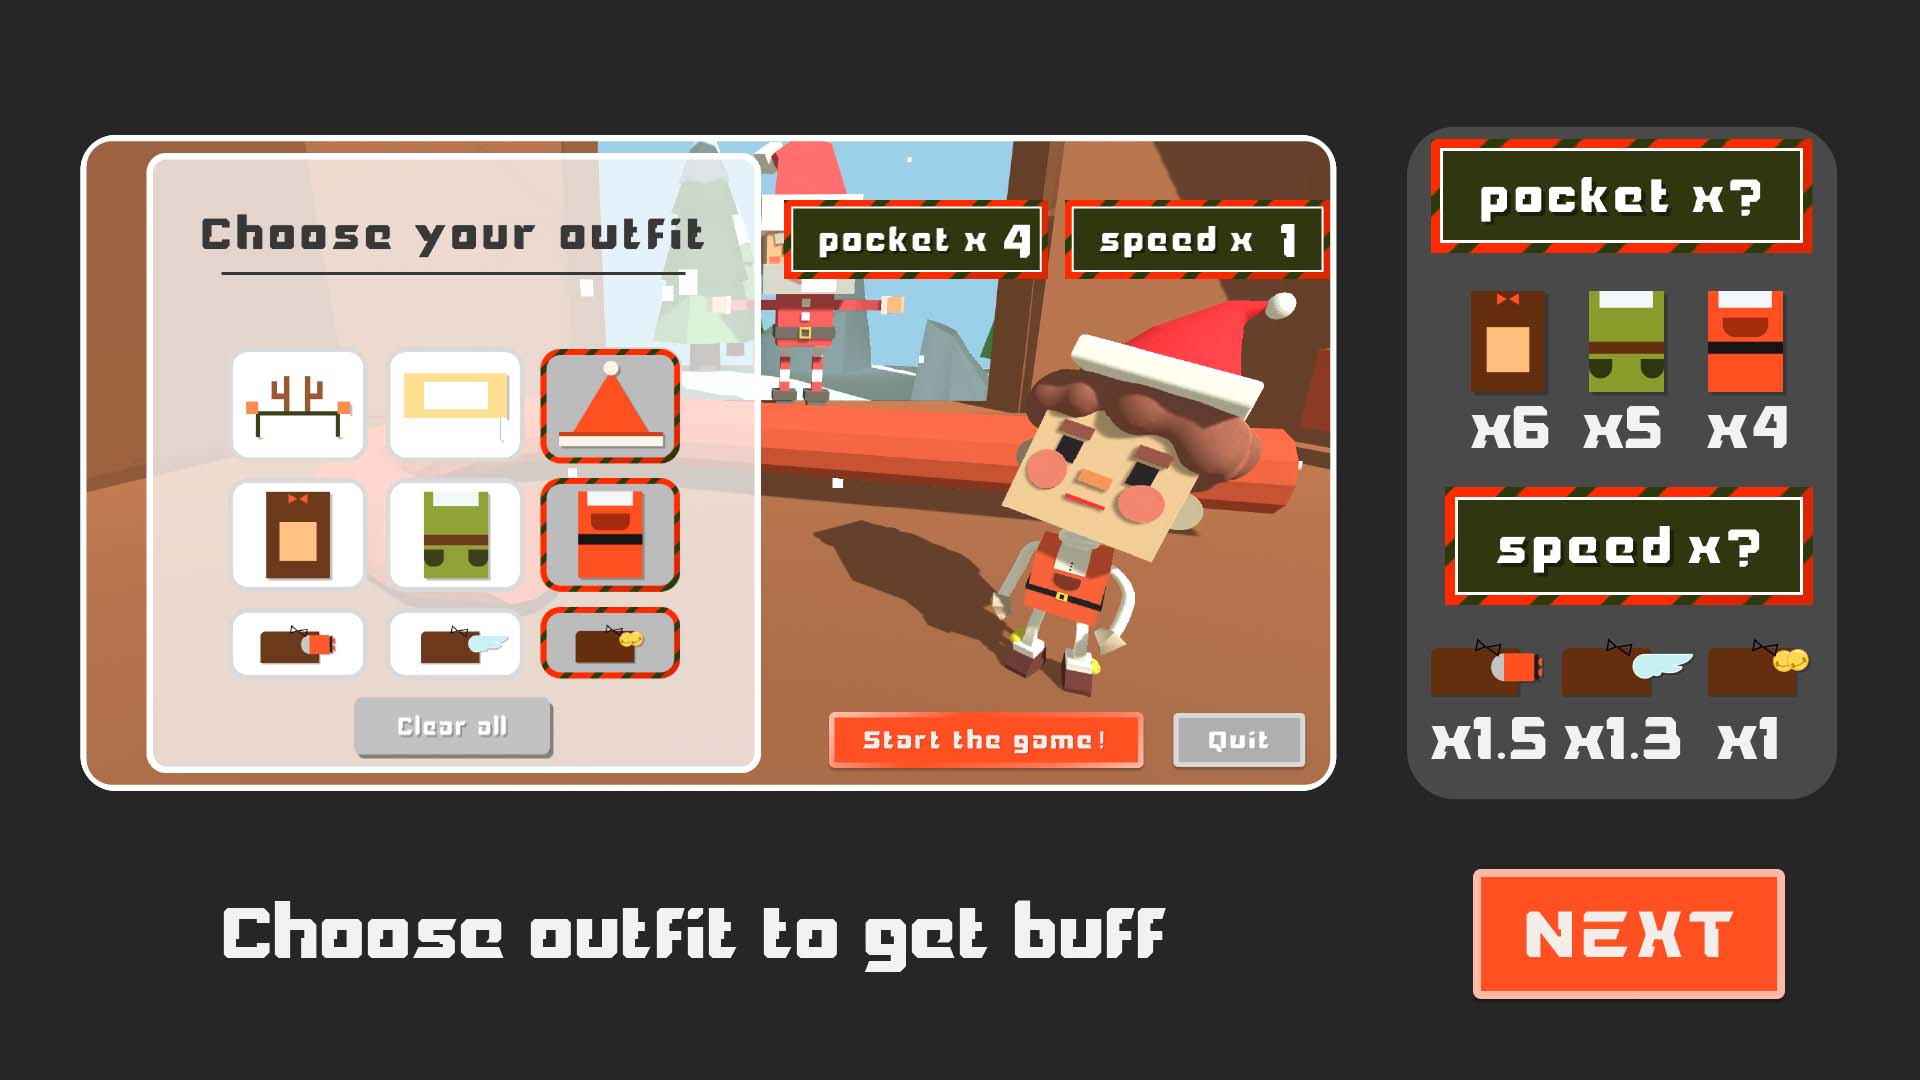 Choose your outfit
pocket x 4
speed x 1
Clear all
Start the game!
Quit
pocket x?
x6 x5 x4
speed x?
x1.5 x1.3 x1
Choose outfit to get buff
NEXT